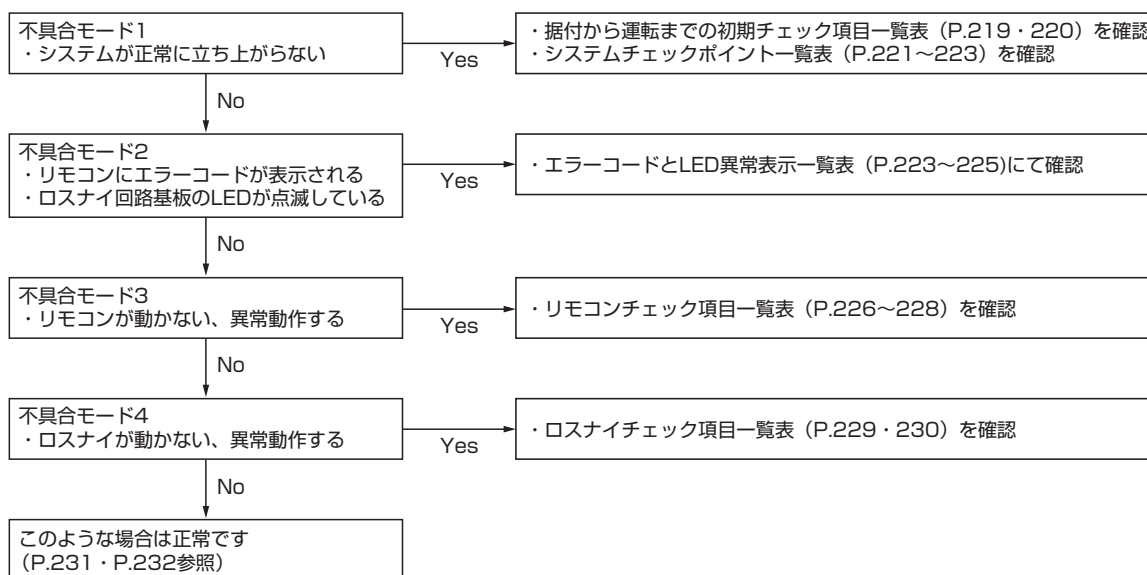 不具合モード1
・システムが正常に立ち上がらない
Yes
・据付から運転までの初期チェック項目一覧表（P.219・220）を確認
・システムチェックポイント一覧表（P.221～223）を確認
No
不具合モード2
・リモコンにエラーコードが表示される
・ロスナイ回路基板のLEDが点滅している
Yes
・エラーコードとLED異常表示一覧表（P.223～225)にて確認
No
不具合モード3
・リモコンが動かない、異常動作する
Yes
・リモコンチェック項目一覧表（P.226～228）を確認
No
不具合モード4
・ロスナイが動かない、異常動作する
Yes
・ロスナイチェック項目一覧表（P.229・230）を確認
No
このような場合は正常です
（P.231・P.232参照）